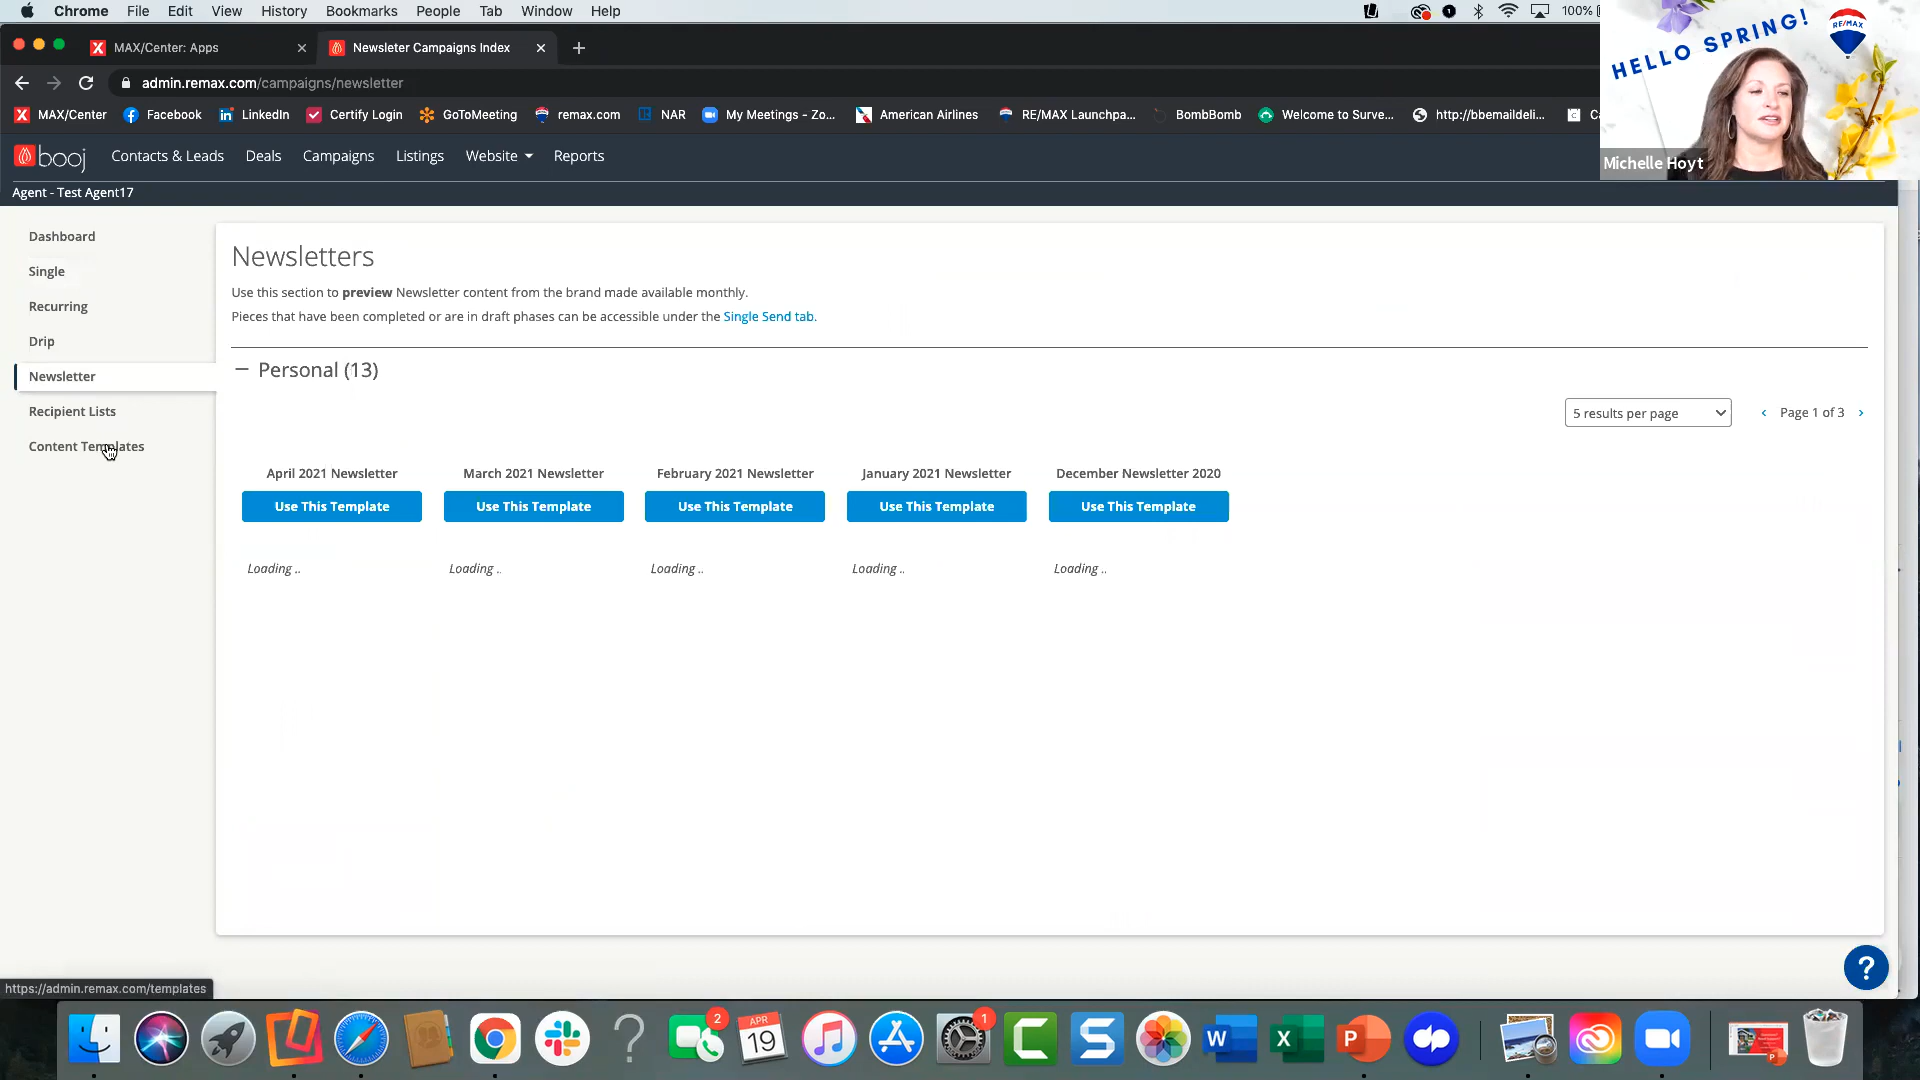 Chrome File Edit View History Bookmarks People Tab Window Help
100%
HELLO SPRING!
RE/MAX
MAX/Center: Apps
Newsleter Campaigns Index
admin.remax.com/campaigns/newsletter
MAX/Center Facebook LinkedIn Certify Login GoToMeeting remax.com NAR My Meetings - Zo... American Airlines RE/MAX Launchpa... BombBomb Welcome to Surve... http://bbemaildeli...
Michelle Hoyt
booj Contacts & Leads Deals Campaigns Listings Website Reports
Agent - Test Agent17
Dashboard
Single
Recurring
Drip
Newsletter
Recipient Lists
Content Templates
Newsletters
Use this section to preview Newsletter content from the brand made available monthly.
Pieces that have been completed or are in draft phases can be accessible under the Single Send tab.
Personal (13)
5 results per page
Page 1 of 3
April 2021 Newsletter March 2021 Newsletter February 2021 Newsletter January 2021 Newsletter December Newsletter 2020
Use This Template Use This Template Use This Template Use This Template Use This Template
Loading .. Loading .. Loading .. Loading .. Loading ..
?
https://admin.remax.com/templates
2
APR
19
1
C
S
W
X
P